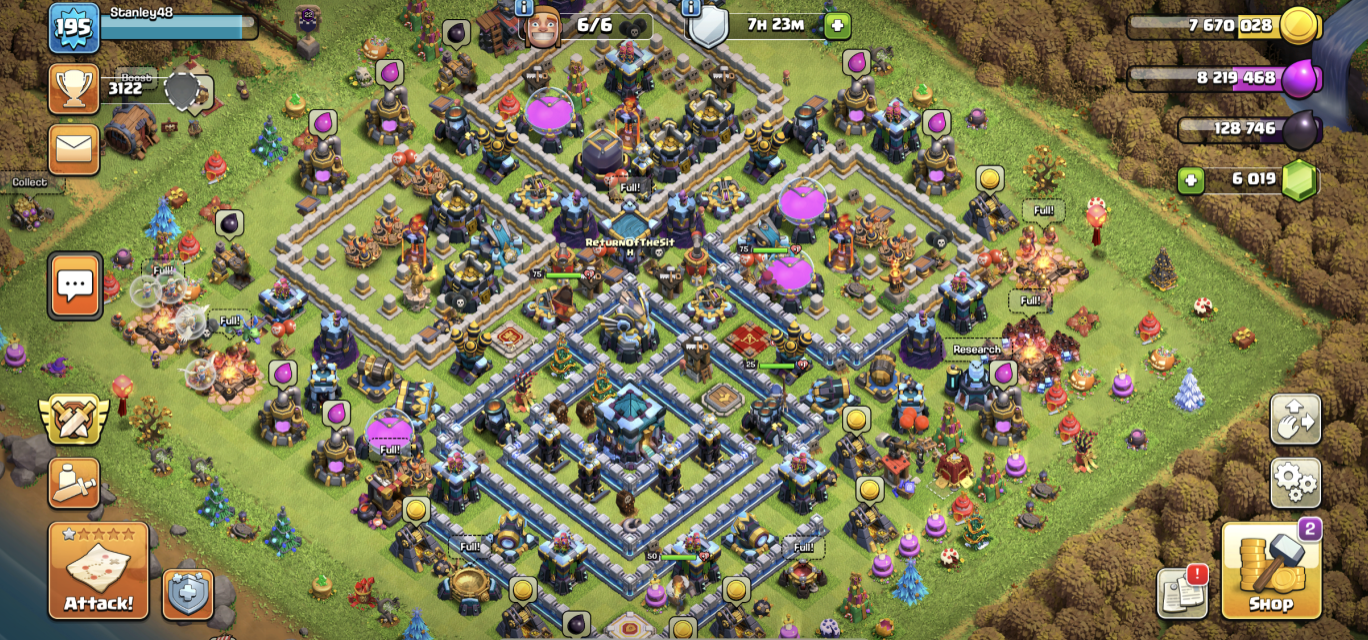 195
Stanley48
i
6/6
i
7h 23m
7 670 028
Boost
3122
8 219 468
128 746
Collect
6 019
Full!
Full!
ReturnOfTheSit
H
75
75
Full!
Full!
Full!
Research
25
Full!
Full!
50
Full!
Attack!
2
!
Shop